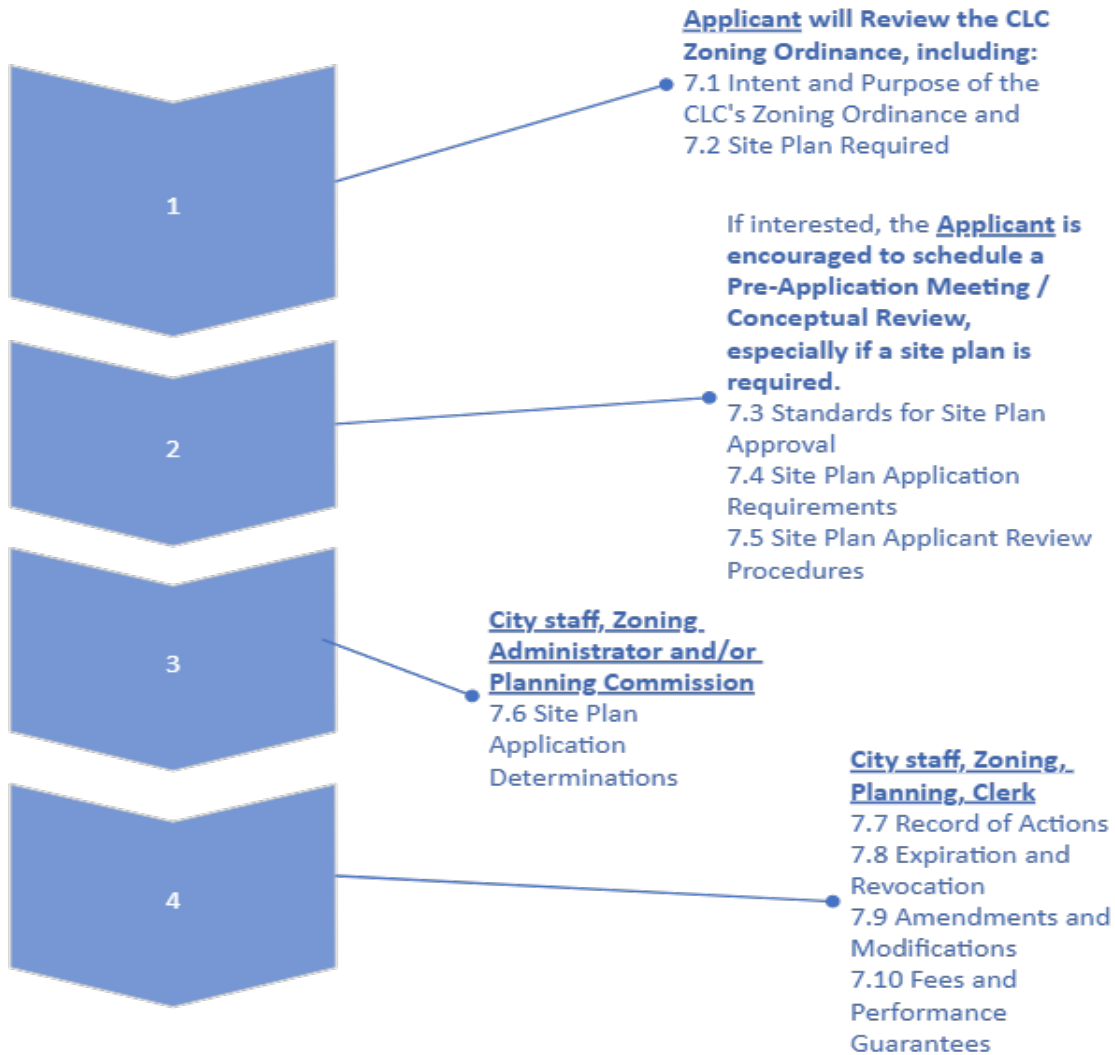 1
Applicant will Review the CLC
Zoning Ordinance, including:
7.1 Intent and Purpose of the
CLC's Zoning Ordinance and
7.2 Site Plan Required
2
If interested, the Applicant is
encouraged to schedule a
Pre-Application Meeting /
Conceptual Review,
especially if a site plan is
required.
7.3 Standards for Site Plan
Approval
7.4 Site Plan Application
Requirements
7.5 Site Plan Applicant Review
Procedures
3
City staff, Zoning
Administrator and/or
Planning Commission
7.6 Site Plan
Application
Determinations
4
City staff, Zoning,
Planning, Clerk
7.7 Record of Actions
7.8 Expiration and
Revocation
7.9 Amendments and
Modifications
7.10 Fees and
Performance
Guarantees